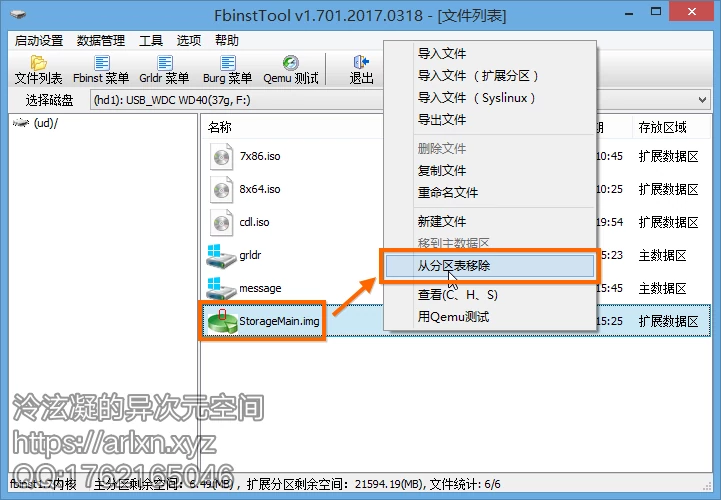 FbinstTool v1.701.2017.0318 - [文件列表]
启动设置 数据管理 工具 选项 帮助
文件列表 Fbinst 菜单 Grldr 菜单 Burg 菜单 Qemu 测试 退出
选择磁盘 (hd1): USB_WDC WD40(37g, F:)
(ud)/
名称 期 存放区域
7x86.iso 10:45 扩展数据区
8x64.iso 10:25 扩展数据区
cdl.iso 19:54 扩展数据区
grldr 5:23 主数据区
message 15:45 主数据区
StorageMain.img 15:25 扩展数据区
导入文件
导入文件（扩展分区）
导入文件（Syslinux）
导出文件
删除文件
复制文件
重命名文件
新建文件
移到主数据区
从分区表移除
查看(C、H、S)
用Qemu测试
泠泫凝的异次元空间
https://arlxn.xyz
QQ:1762165046
fbinst1.7内核 主分区剩余空间：6.49(MB)，扩展分区剩余空间：21594.19(MB), 文件统计: 6/6